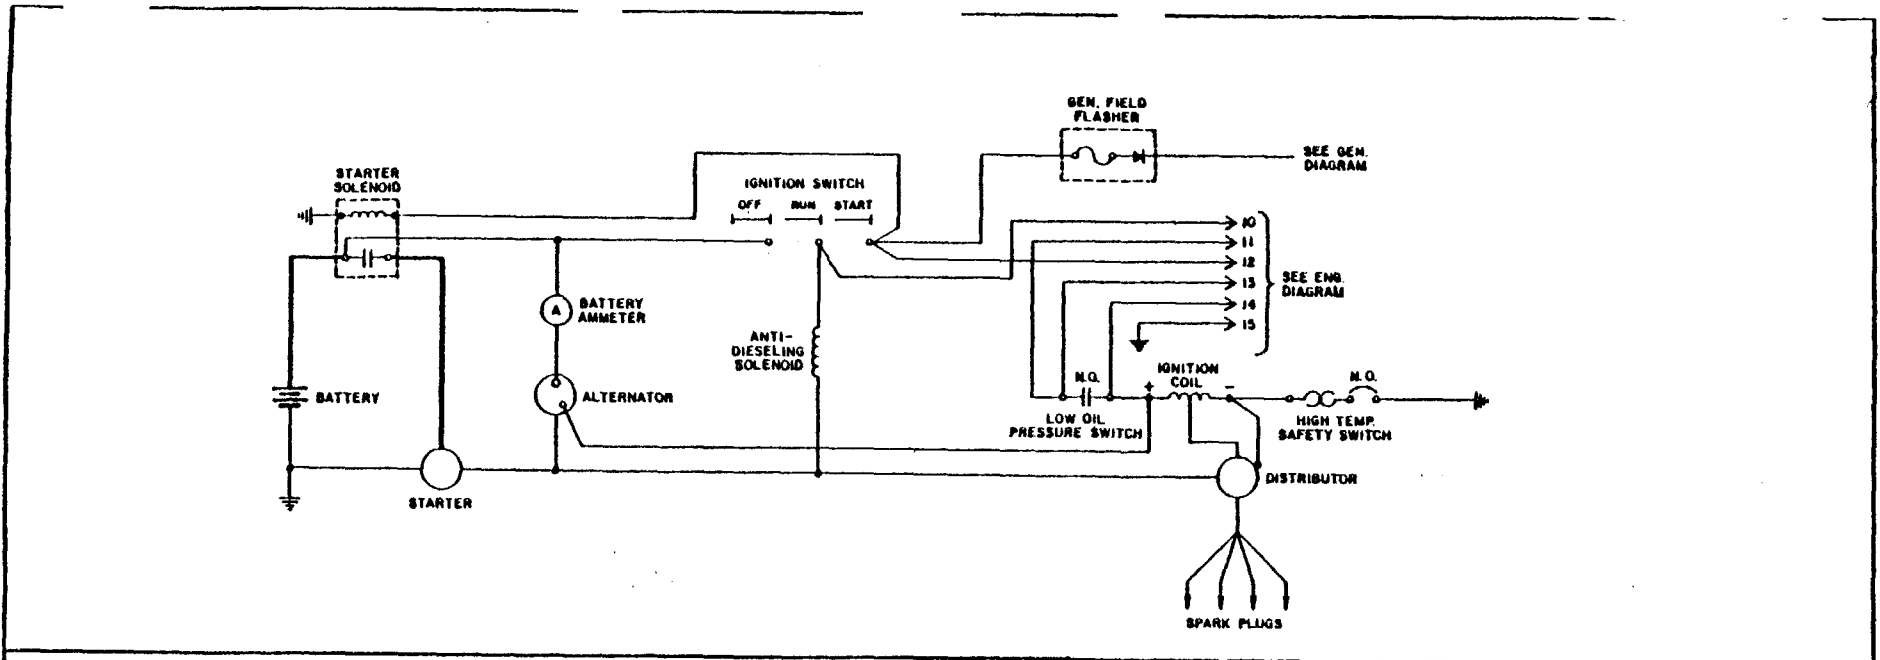 GEN. FIELD
FLASHER
SEE GEN.
DIAGRAM
STARTER
SOLENOID
IGNITION SWITCH
OFF RUN START
10
11
12
13
14
15
SEE ENG.
DIAGRAM
A
BATTERY
AMMETER
ANTI-
DIESELING
SOLENOID
BATTERY
ALTERNATOR
N.O.
LOW OIL
PRESSURE SWITCH
IGNITION
COIL
+ -
N.O.
HIGH TEMP.
SAFETY SWITCH
STARTER
DISTRIBUTOR
SPARK PLUGS